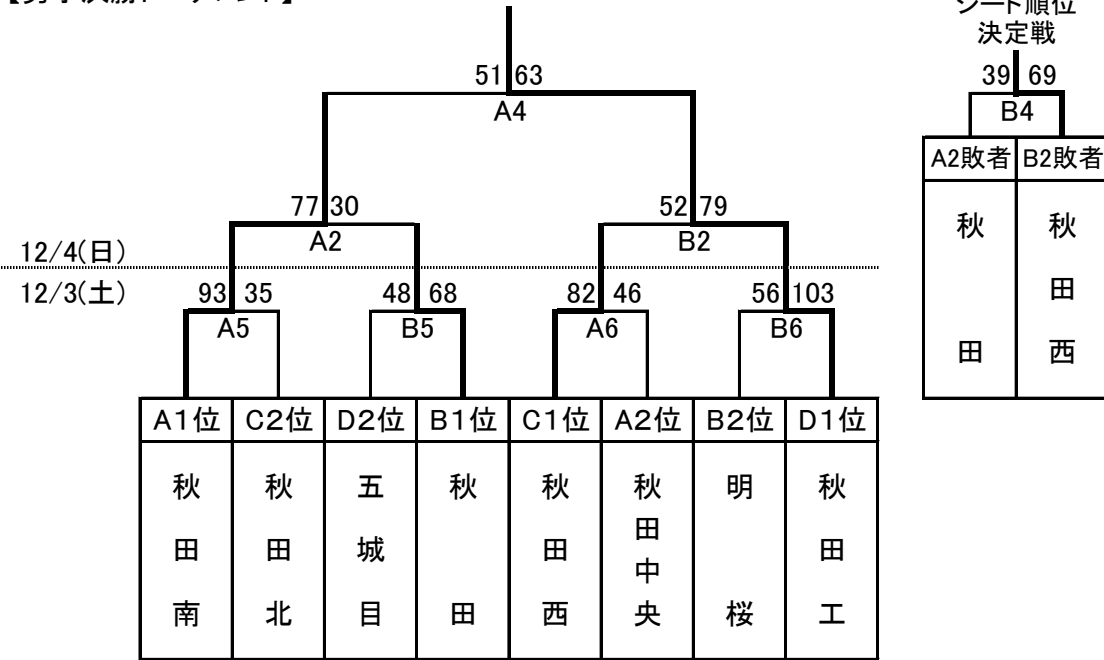 シード順位
決定戦
51 63
39 69
A4
B4
A2敗者 B2敗者
秋田 秋田西
77 30
52 79
A2
B2
12/4(日)
12/3(土)
93 35
48 68
82 46
56 103
A5
B5
A6
B6
A1位 C2位 D2位 B1位 C1位 A2位 B2位 D1位
秋田南 秋田北 五城目 秋田 秋田西 秋田中央 明桜 秋田工